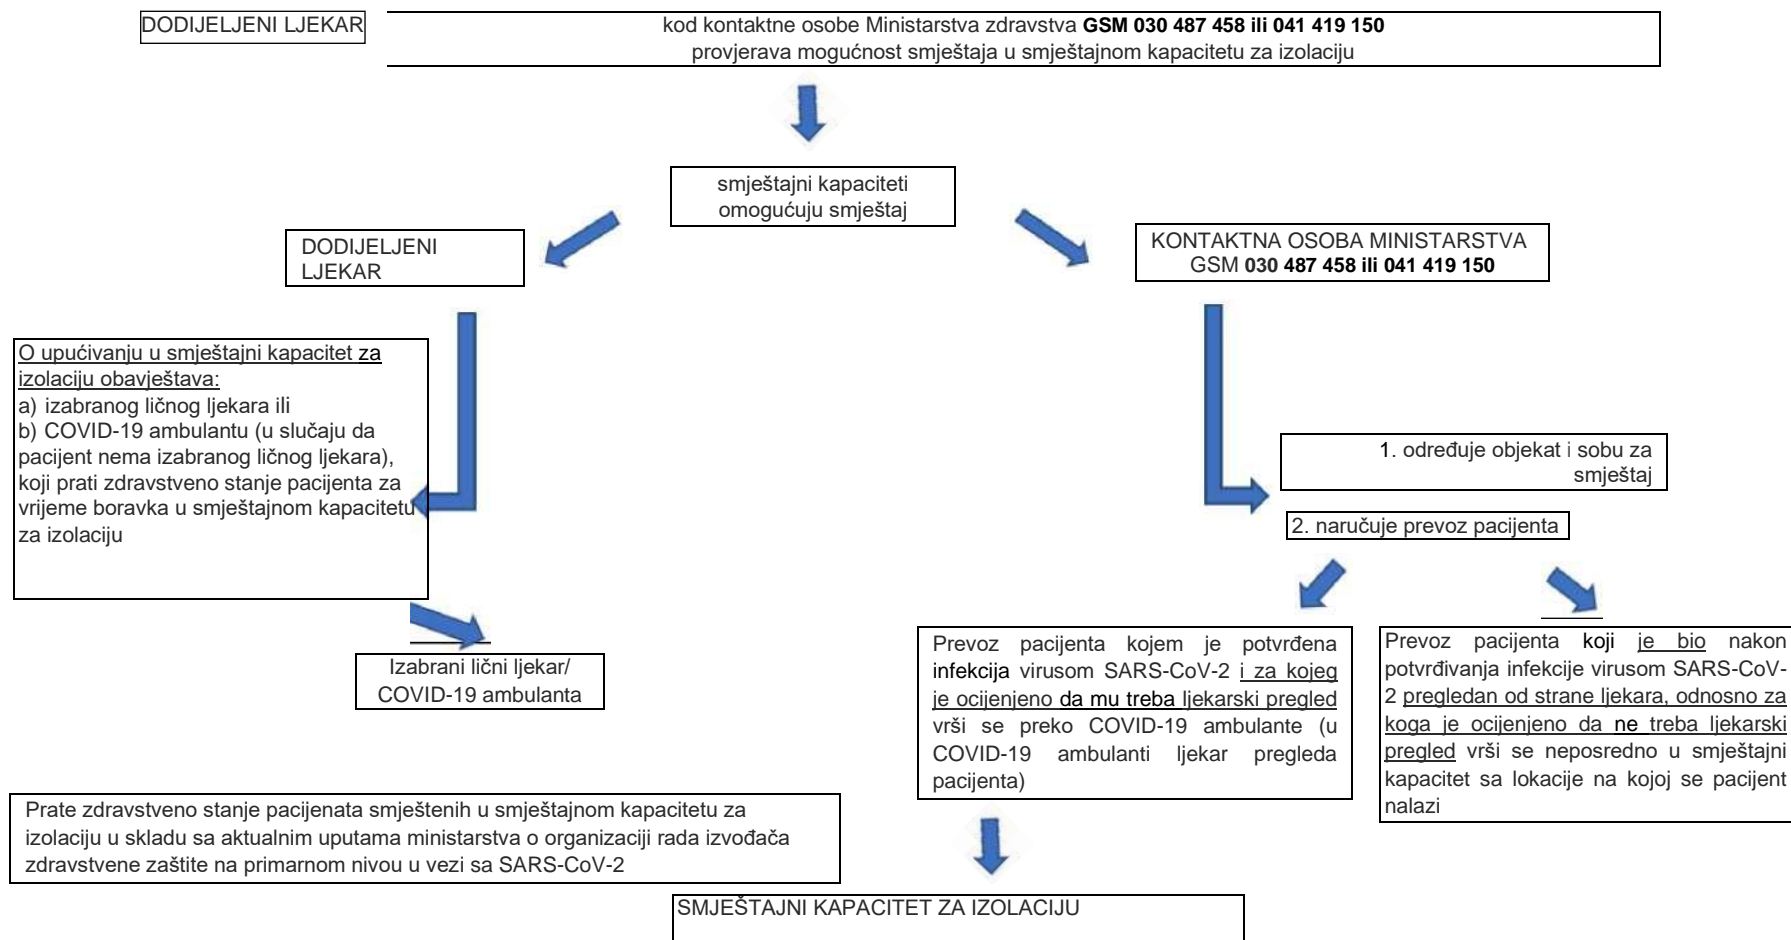 DODIJELJENI LJEKAR
kod kontaktne osobe Ministarstva zdravstva GSM 030 487 458 ili 041 419 150
provjerava mogućnost smještaja u smještajnom kapacitetu za izolaciju
smještajni kapaciteti
omogućuju smještaj
DODIJELJENI
LJEKAR
KONTAKTNA OSOBA MINISTARSTVA
GSM 030 487 458 ili 041 419 150
O upućivanju u smještajni kapacitet za
izolaciju obavještava:
a) izabranog ličnog ljekara ili
b) COVID-19 ambulantu (u slučaju da
pacijent nema izabranog ličnog ljekara),
koji prati zdravstveno stanje pacijenta za
vrijeme boravka u smještajnom kapacitetu
za izolaciju
1. određuje objekat i sobu za
smještaj
2. naručuje prevoz pacijenta
Izabrani lični ljekar/
COVID-19 ambulanta
Prevoz pacijenta kojem je potvrđena
infekcija virusom SARS-CoV-2 i za kojeg
je ocijenjeno da mu treba ljekarski pregled
vrši se preko COVID-19 ambulante (u
COVID-19 ambulanti ljekar pregleda
pacijenta)
Prevoz pacijenta koji je bio nakon
potvrđivanja infekcije virusom SARS-CoV-
2 pregledan od strane ljekara, odnosno za
koga je ocijenjeno da ne treba ljekarski
pregled vrši se neposredno u smještajni
kapacitet sa lokacije na kojoj se pacijent
nalazi
Prate zdravstveno stanje pacijenata smještenih u smještajnom kapacitetu za
izolaciju u skladu sa aktualnim uputama ministarstva o organizaciji rada izvođača
zdravstvene zaštite na primarnom nivou u vezi sa SARS-CoV-2
SMJEŠTAJNI KAPACITET ZA IZOLACIJU